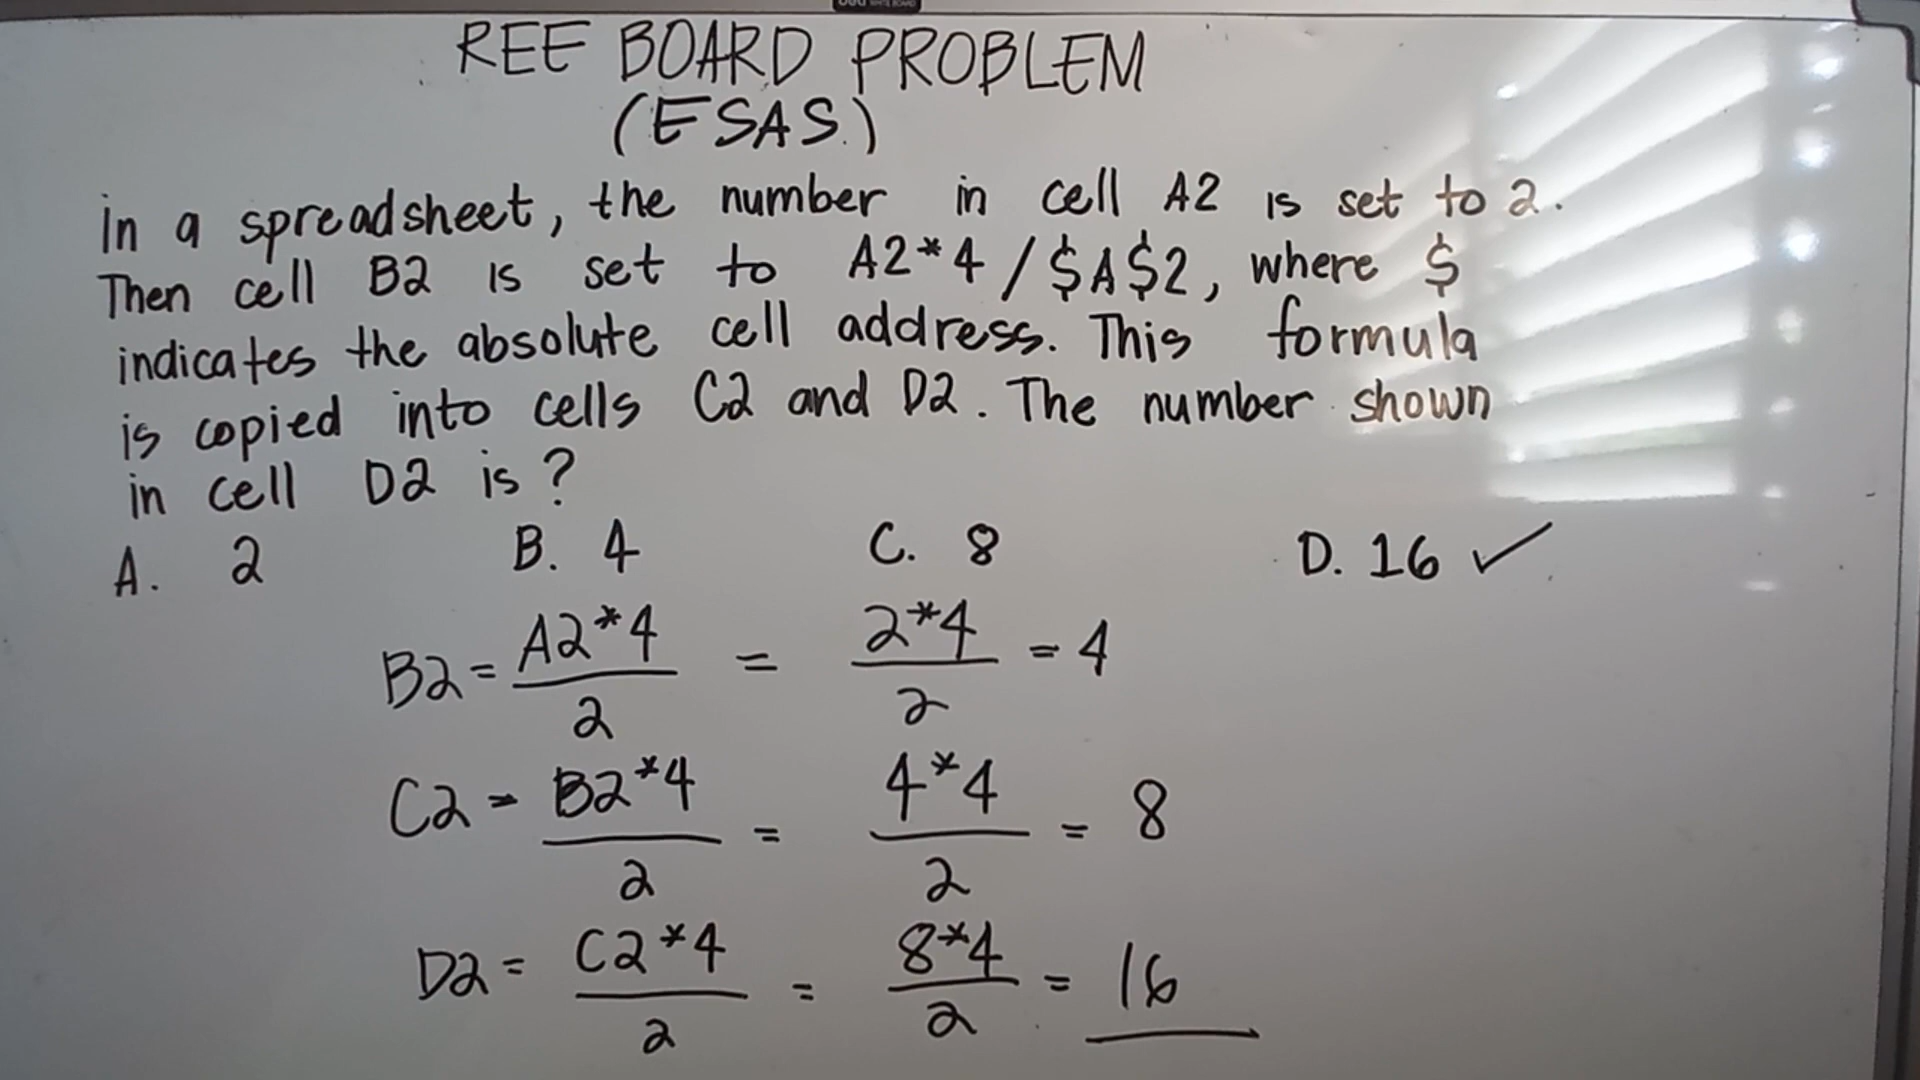 REE BOARD PROBLEM
(ESAS.)
in a spreadsheet, the number in cell A2 is set to 2.
Then cell B2 is set to A2*4/$A$2, where $
indicates the absolute cell address. This formula
is copied into cells C2 and D2. The number shown
in cell D2 is ?
A. 2 B. 4 C. 8 D. 16 ✓
B2 = A2*4 / 2 = 2*4 / 2 = 4
C2 = B2*4 / 2 = 4*4 / 2 = 8
D2 = C2*4 / 2 = 8*4 / 2 = 16